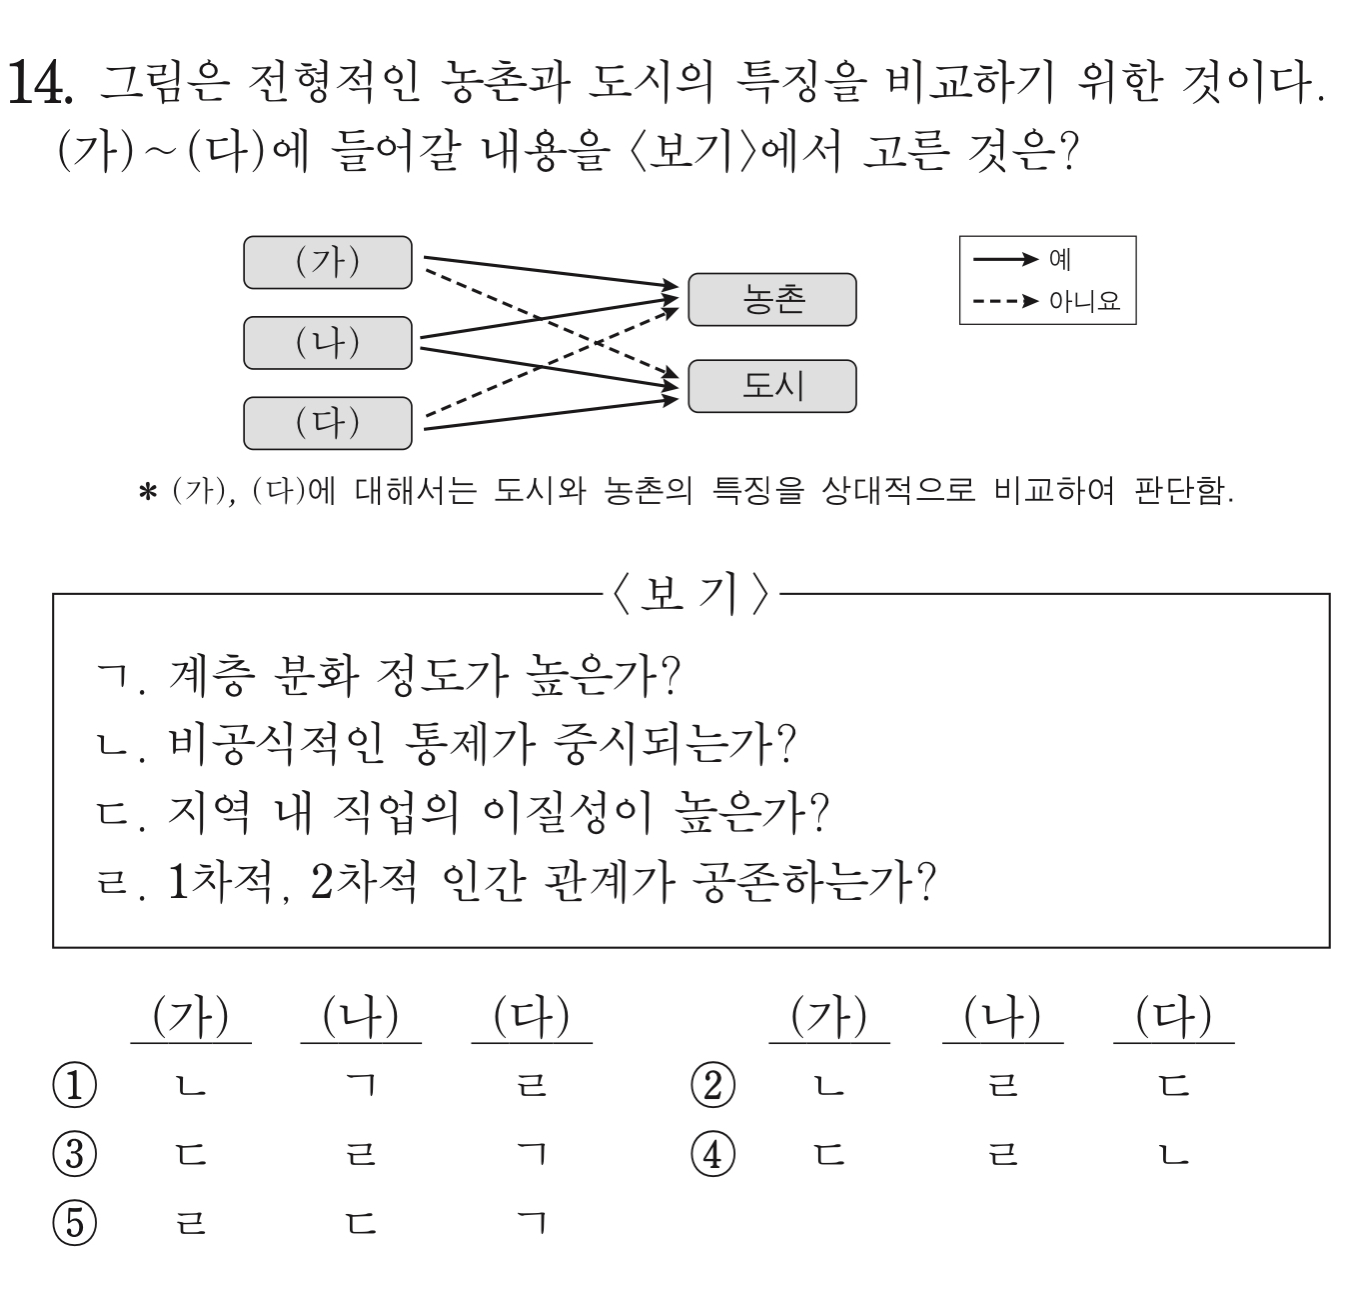 14. 그림은 전형적인 농촌과 도시의 특징을 비교하기 위한 것이다.
(가)~(다)에 들어갈 내용을 〈보기〉에서 고른 것은?
(가)
(나)
(다)
농촌
도시
예
아니요
* (가), (다)에 대해서는 도시와 농촌의 특징을 상대적으로 비교하여 판단함.
〈보기〉
ㄱ. 계층 분화 정도가 높은가?
ㄴ. 비공식적인 통제가 중시되는가?
ㄷ. 지역 내 직업의 이질성이 높은가?
ㄹ. 1차적, 2차적 인간 관계가 공존하는가?
(가) (나) (다) (가) (나) (다)
① ㄴ ㄱ ㄹ ② ㄴ ㄹ ㄷ
③ ㄷ ㄹ ㄱ ④ ㄷ ㄹ ㄴ
⑤ ㄹ ㄷ ㄱ